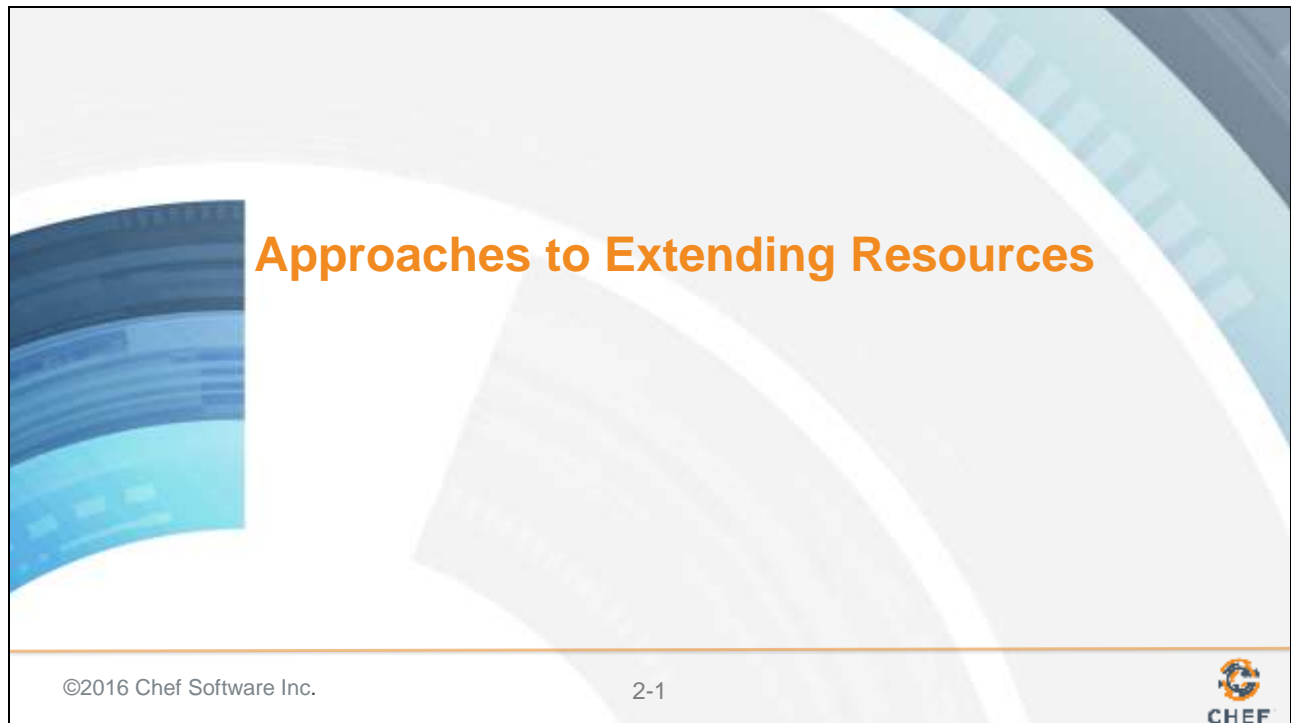 Approaches to Extending Resources
©2016 Chef Software Inc.
2-1
CHEF